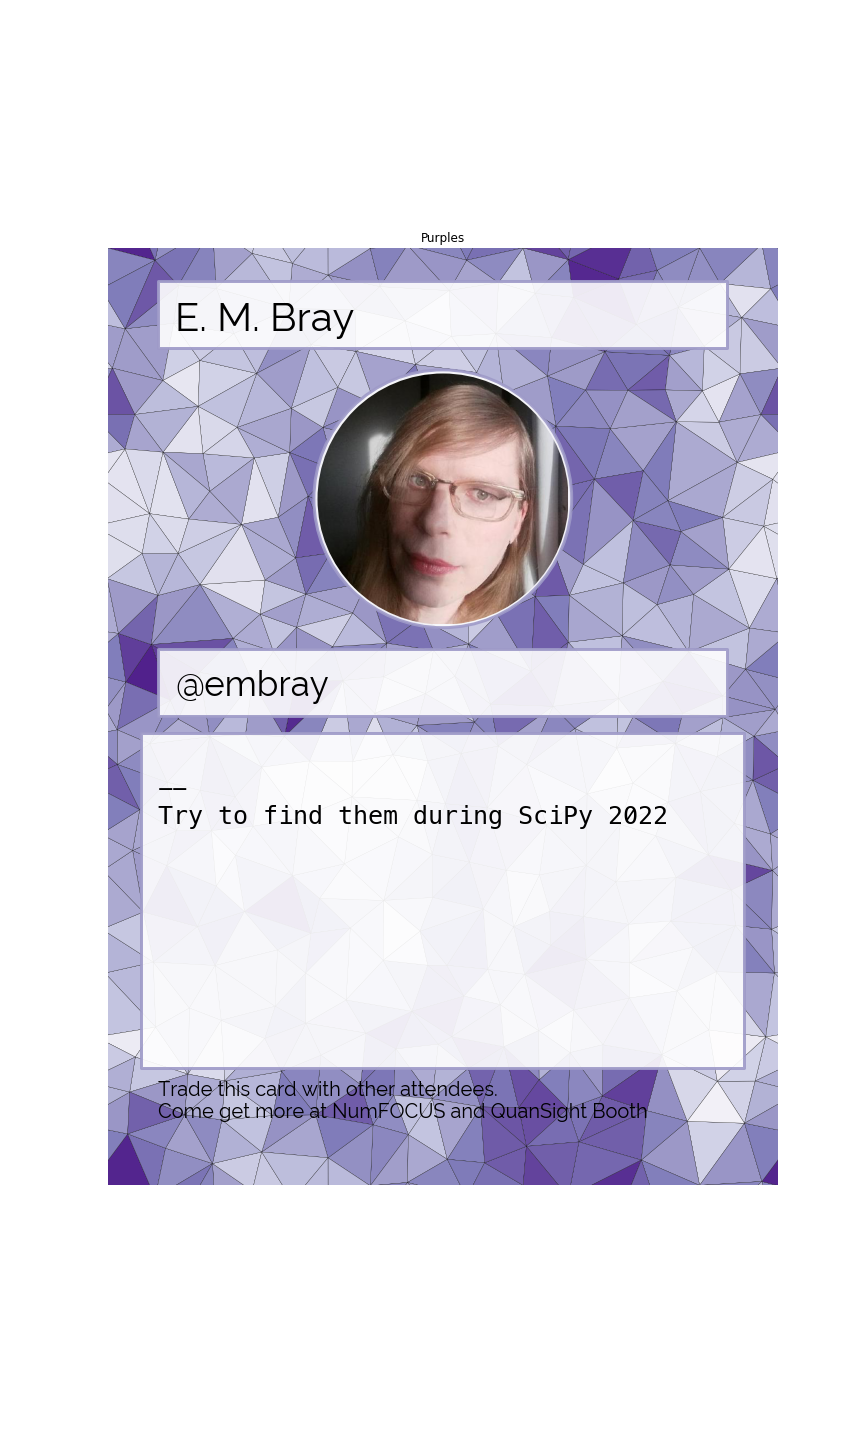 Purples
E. M. Bray
@embray
——
Try to find them during SciPy 2022
Trade this card with other attendees.
Come get more at NumFOCUS and QuanSight Booth